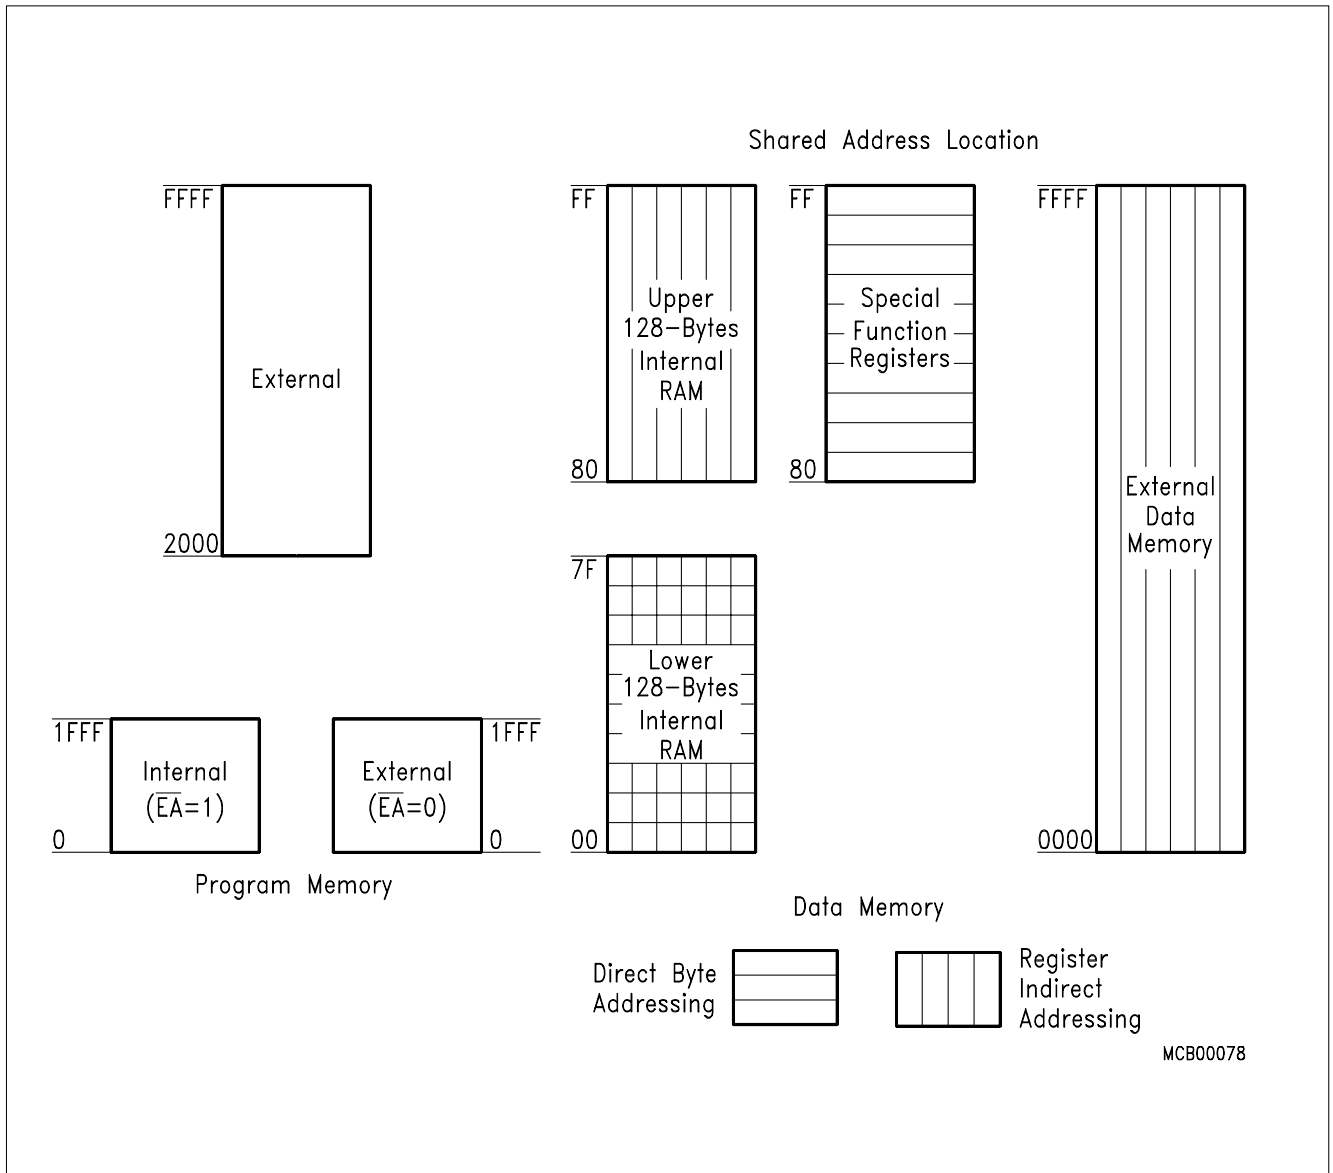 Shared Address Location
FFFF
External
2000
FF
Upper
128-Bytes
Internal
RAM
80
FF
Special
Function
Registers
80
FFFF
External
Data
Memory
0000
7F
Lower
128-Bytes
Internal
RAM
00
1FFF
Internal
(E̅A̅=1)
0
External
(E̅A̅=0)
1FFF
0
Program Memory
Data Memory
Direct Byte
Addressing
Register
Indirect
Addressing
MCB00078